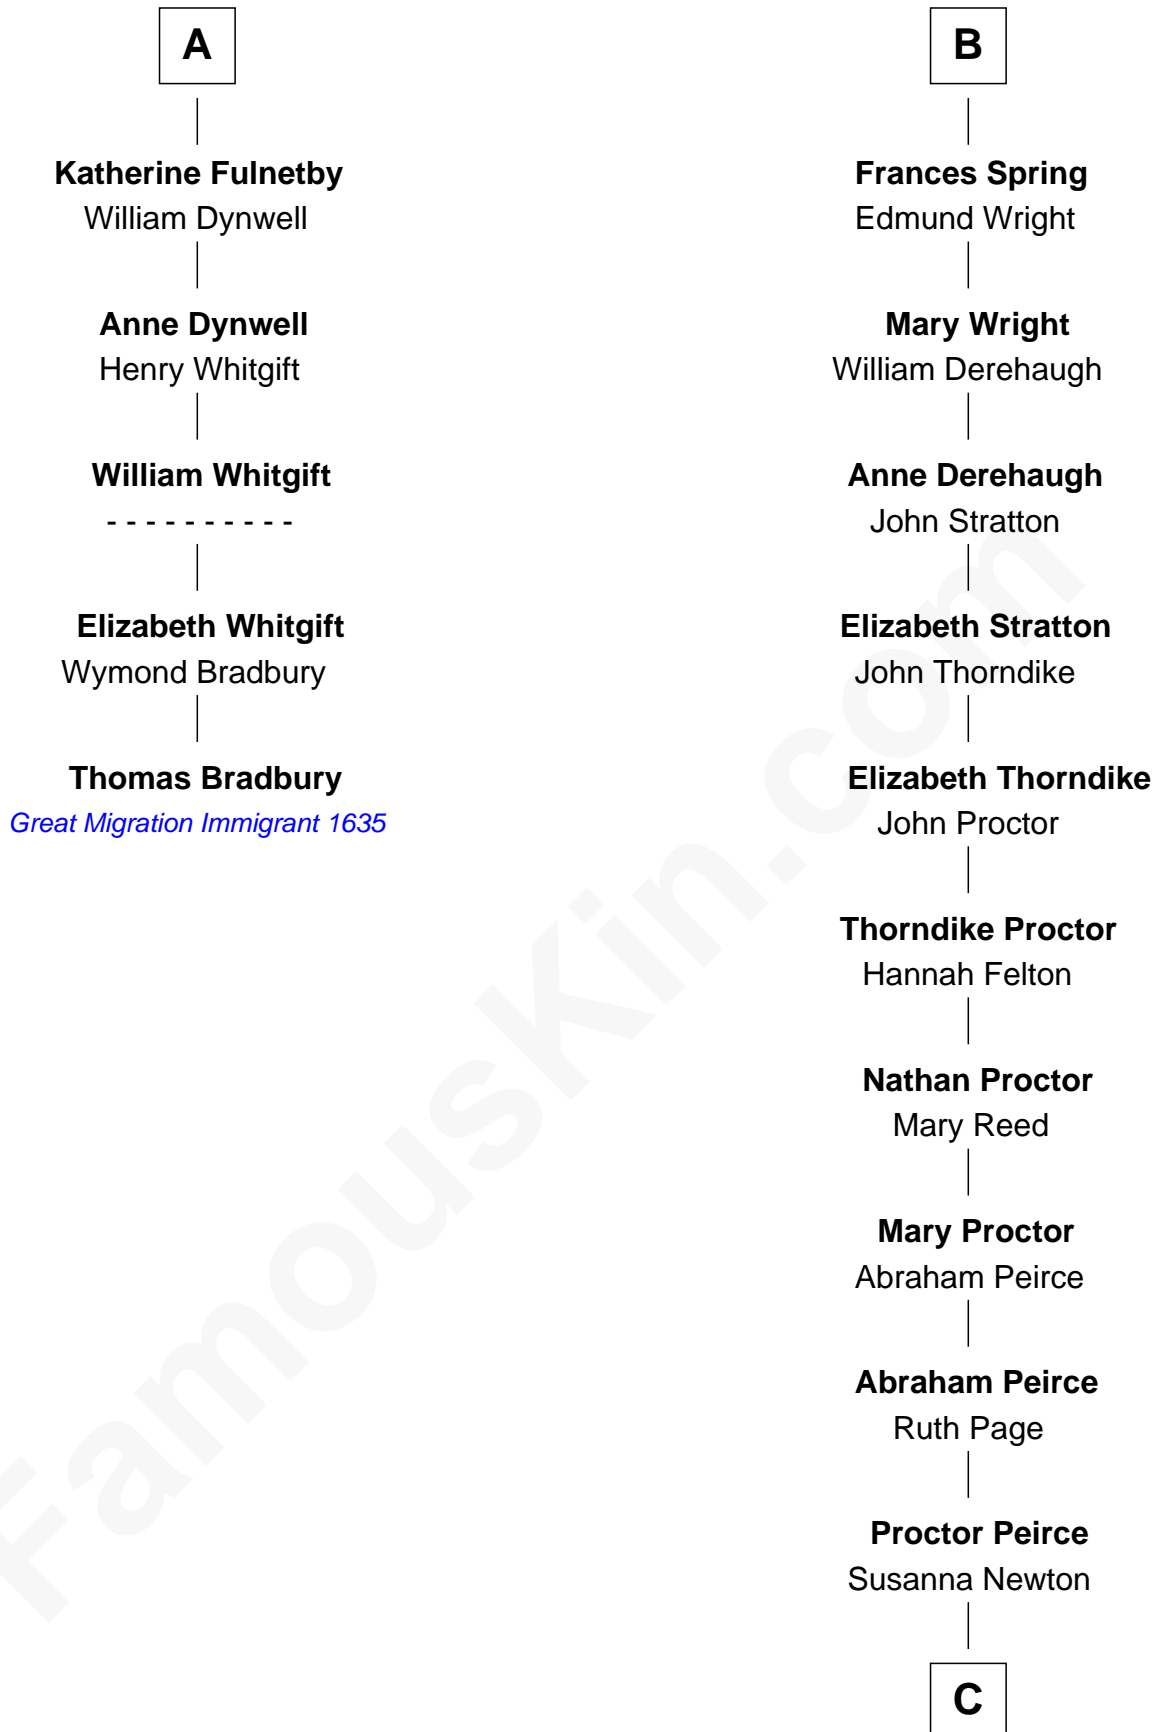 A
Katherine Fulnetby
William Dynwell
Anne Dynwell
Henry Whitgift
William Whitgift
- - - - - - - - - -
Elizabeth Whitgift
Wymond Bradbury
Thomas Bradbury
Great Migration Immigrant 1635
B
Frances Spring
Edmund Wright
Mary Wright
William Derehaugh
Anne Derehaugh
John Stratton
Elizabeth Stratton
John Thorndike
Elizabeth Thorndike
John Proctor
Thorndike Proctor
Hannah Felton
Nathan Proctor
Mary Reed
Mary Proctor
Abraham Peirce
Abraham Peirce
Ruth Page
Proctor Peirce
Susanna Newton
C
FamousKin.com